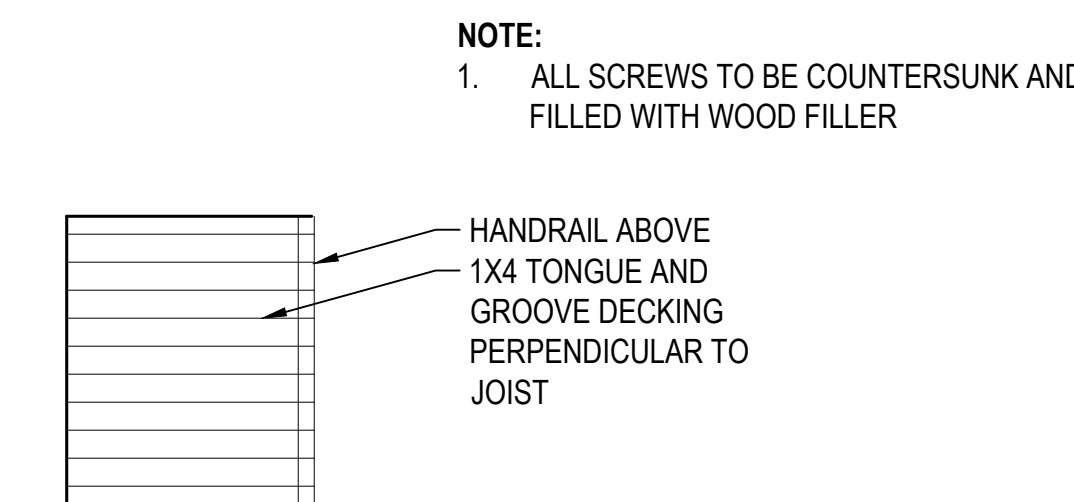 NOTE:
1. ALL SCREWS TO BE COUNTERSUNK AND
FILLED WITH WOOD FILLER
HANDRAIL ABOVE
1X4 TONGUE AND
GROOVE DECKING
PERPENDICULAR TO
JOIST